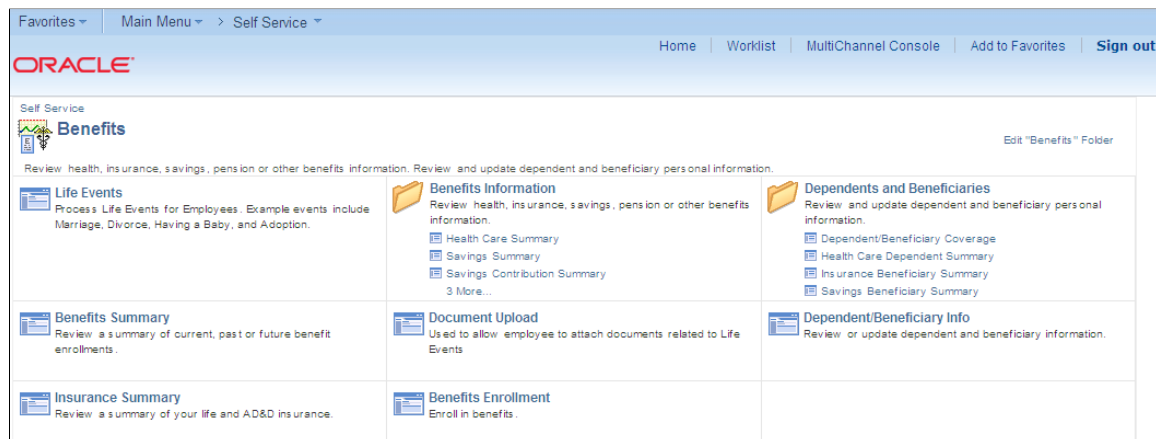 Favorites Main Menu > Self Service
Home Worklist MultiChannel Console Add to Favorites Sign out
ORACLE
Self Service
Benefits
Edit "Benefits" Folder
Review health, insurance, savings, pension or other benefits information. Review and update dependent and beneficiary personal information.
Life Events
Process Life Events for Employees. Example events include
Marriage, Divorce, Having a Baby, and Adoption.
Benefits Information
Review health, insurance, savings, pension or other benefits
information.
Health Care Summary
Savings Summary
Savings Contribution Summary
3 More...
Dependents and Beneficiaries
Review and update dependent and beneficiary personal
information.
Dependent/Beneficiary Coverage
Health Care Dependent Summary
Insurance Beneficiary Summary
Savings Beneficiary Summary
Benefits Summary
Review a summary of current, past or future benefit
enrollments.
Document Upload
Used to allow employee to attach documents related to Life
Events
Dependent/Beneficiary Info
Review or update dependent and beneficiary information.
Insurance Summary
Review a summary of your life and AD&D insurance.
Benefits Enrollment
Enroll in benefits.